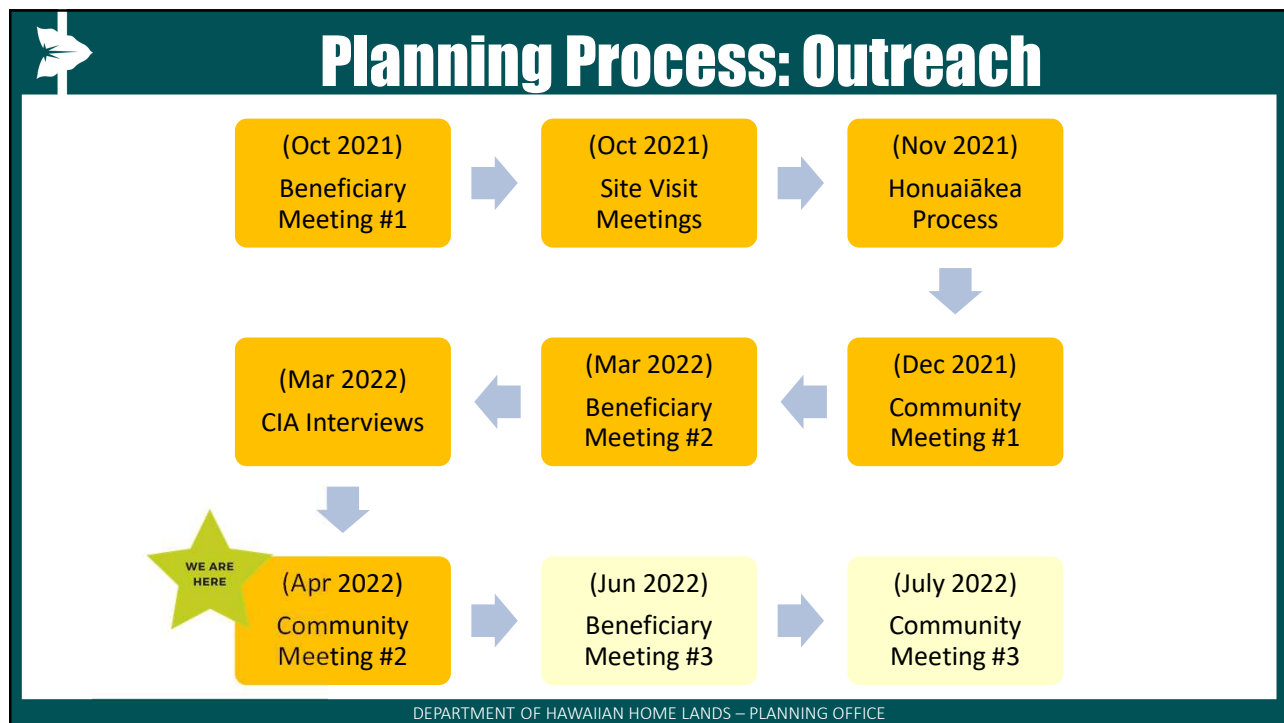 Planning Process: Outreach
(Oct 2021)
Beneficiary
Meeting #1
(Oct 2021)
Site Visit
Meetings
(Nov 2021)
Honuaiākea
Process
(Dec 2021)
Community
Meeting #1
(Mar 2022)
Beneficiary
Meeting #2
(Mar 2022)
CIA Interviews
WE ARE
HERE
(Apr 2022)
Community
Meeting #2
(Jun 2022)
Beneficiary
Meeting #3
(July 2022)
Community
Meeting #3
DEPARTMENT OF HAWAIIAN HOME LANDS – PLANNING OFFICE